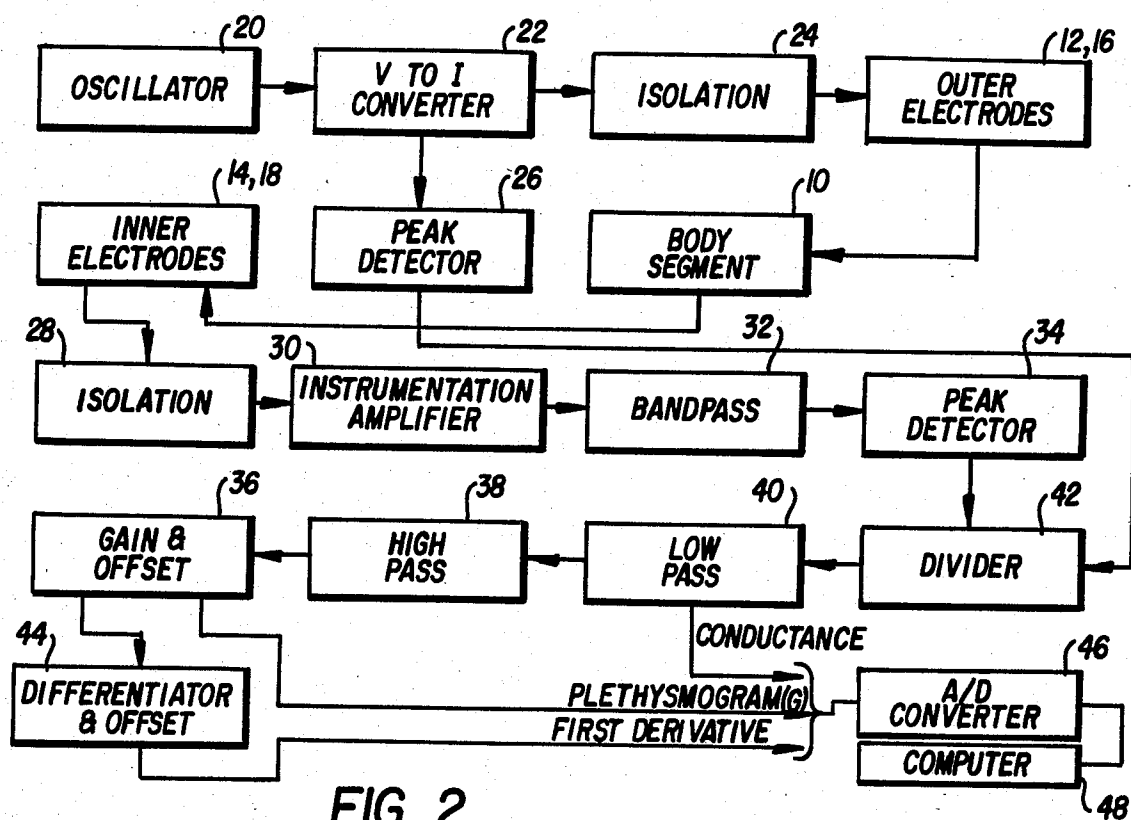 20
22
24
12,16
OSCILLATOR
V TO I
CONVERTER
ISOLATION
OUTER
ELECTRODES
14,18
26
10
INNER
ELECTRODES
PEAK
DETECTOR
BODY
SEGMENT
28
30
32
34
ISOLATION
INSTRUMENTATION
AMPLIFIER
BANDPASS
PEAK
DETECTOR
36
38
40
42
GAIN &
OFFSET
HIGH
PASS
LOW
PASS
DIVIDER
44
CONDUCTANCE
46
DIFFERENTIATOR
& OFFSET
PLETHYSMOGRAM(G)
FIRST DERIVATIVE
A/D
CONVERTER
COMPUTER
48
FIG. 2